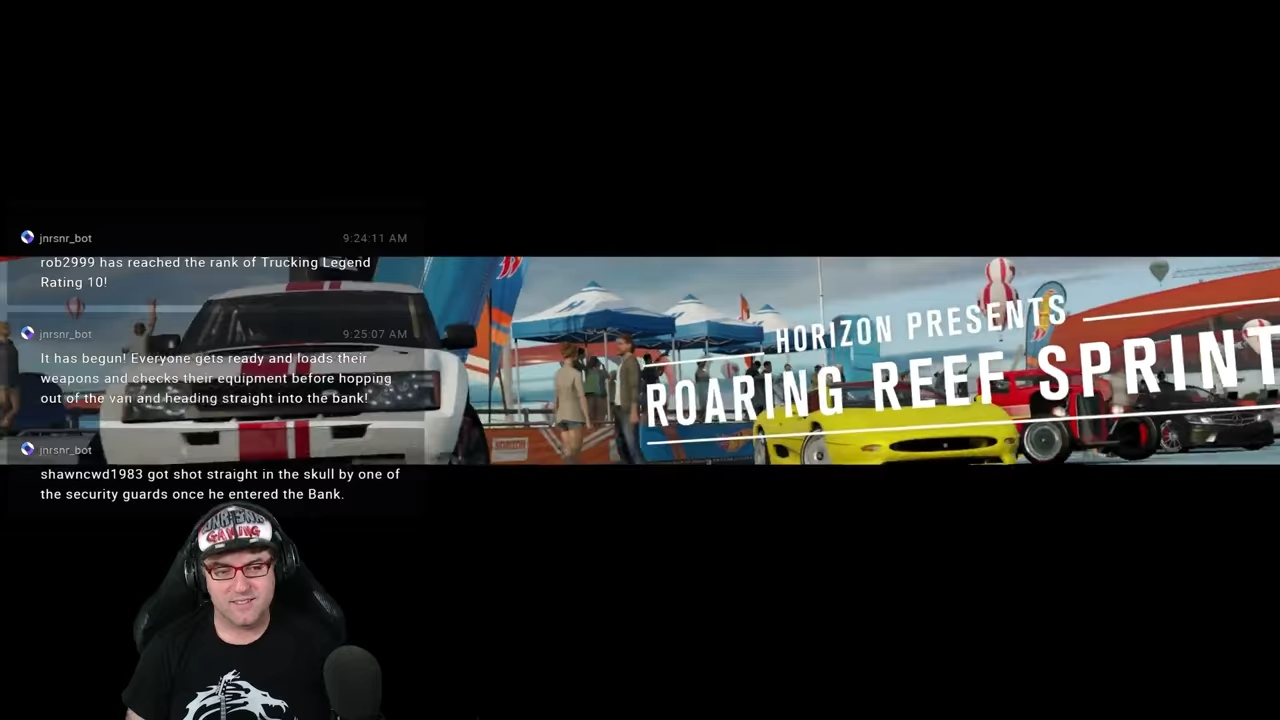 jnrsnr_bot 9:24:11 AM
rob2999 has reached the rank of Trucking Legend
Rating 10!
jnrsnr_bot 9:25:07 AM
It has begun! Everyone gets ready and loads their
weapons and checks their equipment before hopping
out of the van and heading straight into the bank!
jnrsnr_bot
shawncwd1983 got shot straight in the skull by one of
the security guards once he entered the Bank.
HORIZON PRESENTS
ROARING REEF SPRINT
JNR SNR
GAMING